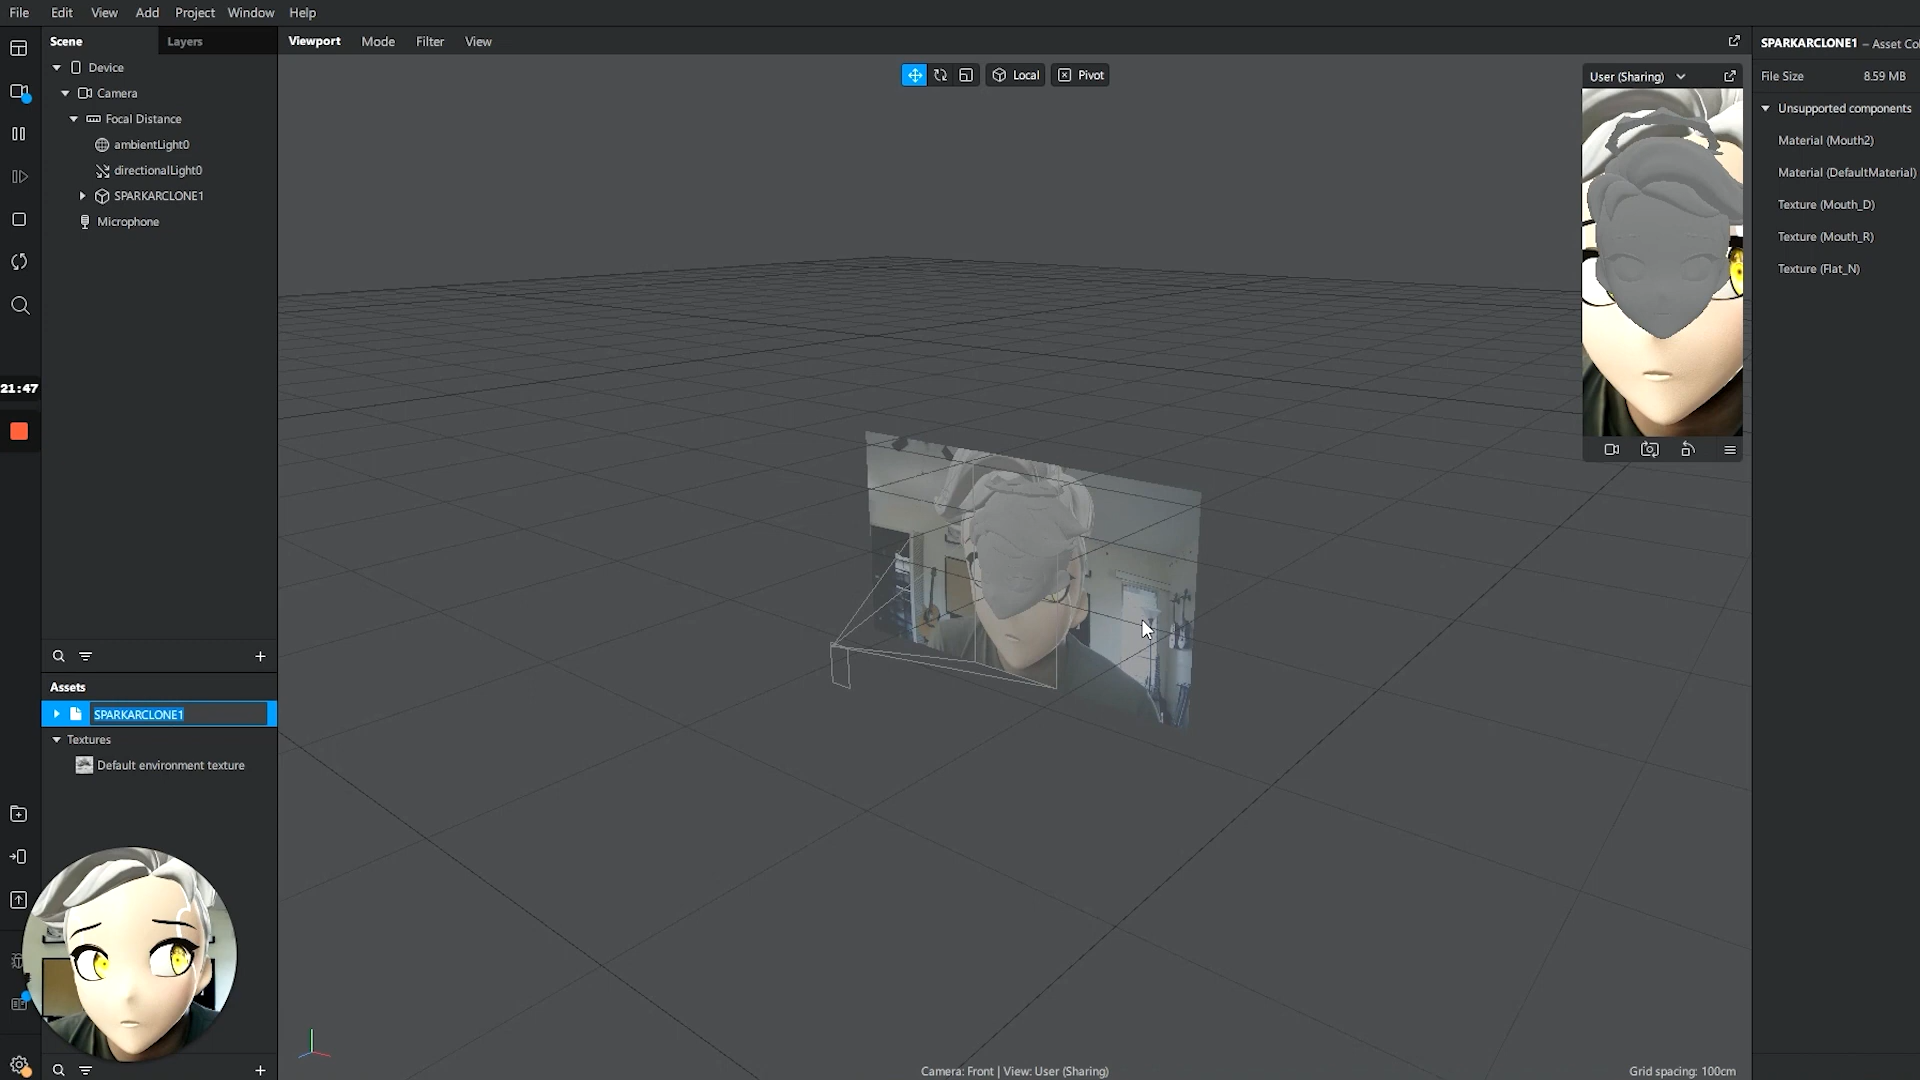 File Edit View Add Project Window Help
Scene
Layers
Device
Camera
Focal Distance
ambientLight0
directionalLight0
SPARKARCLONE1
Microphone
21:47
Assets
SPARKARCLONE1
Textures
Default environment texture
Viewport Mode Filter View
Local
Pivot
User (Sharing)
Camera: Front | View: User (Sharing)
Grid spacing: 100cm
SPARKARCLONE1 – Asset Col
File Size 8.59 MB
Unsupported components
Material (Mouth2)
Material (DefaultMaterial)
Texture (Mouth_D)
Texture (Mouth_R)
Texture (Flat_N)